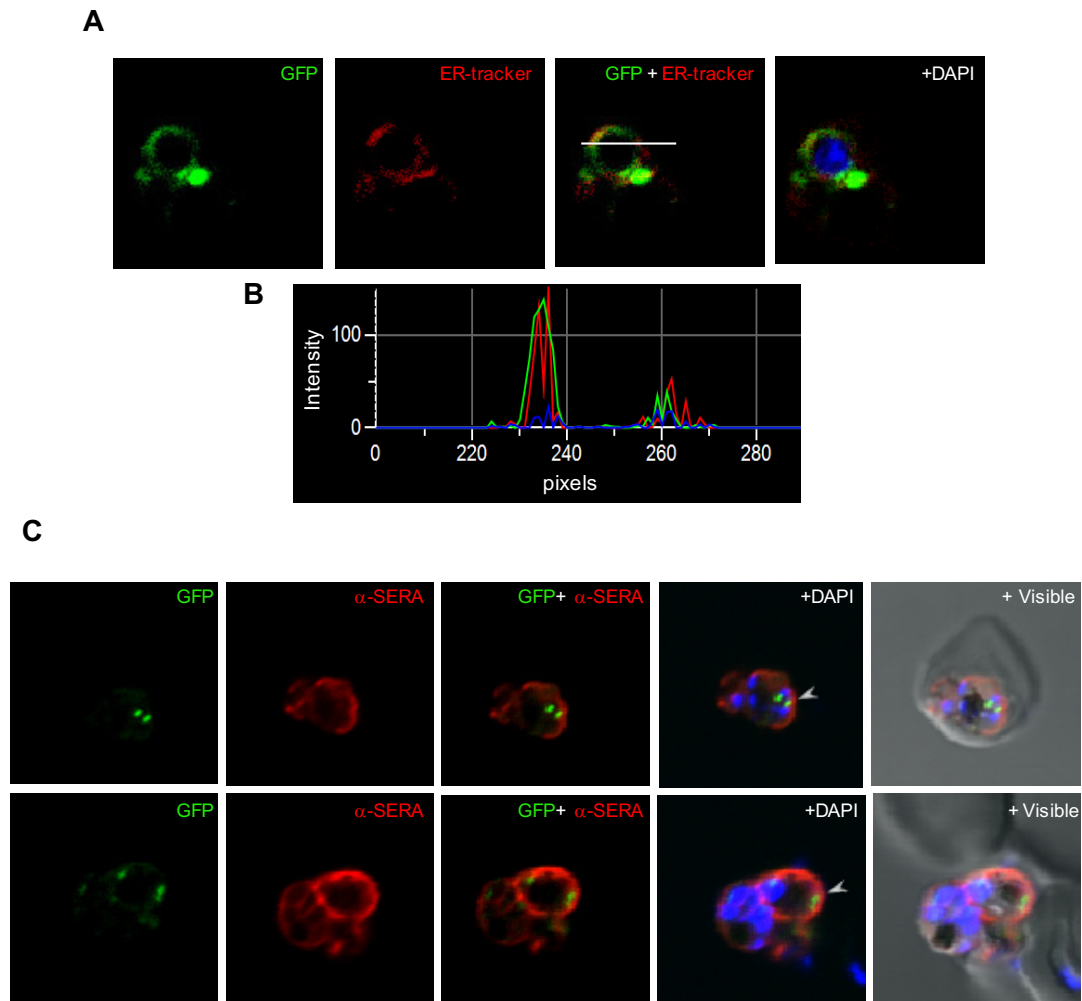 A
GFP
ER-tracker
GFP + ER-tracker
+DAPI
B
Intensity
100
0
0
220
240
260
280
pixels
C
GFP
α-SERA
GFP+ α-SERA
+DAPI
+ Visible
GFP
α-SERA
GFP+ α-SERA
+DAPI
+ Visible